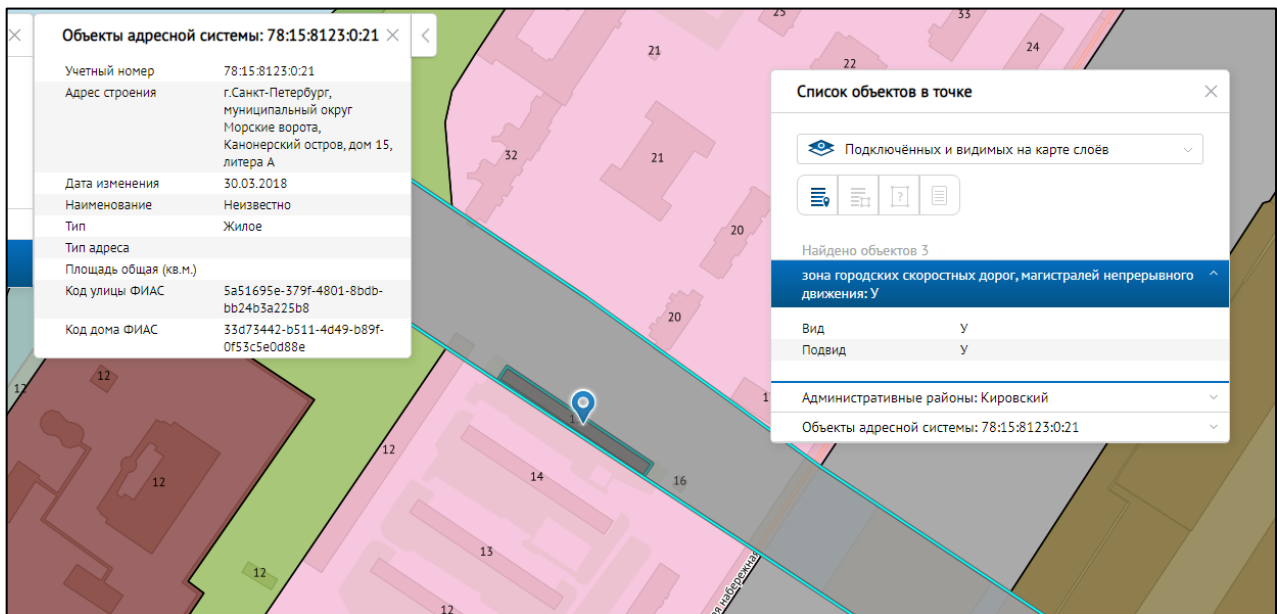 Объекты адресной системы: 78:15:8123:0:21
Учетный номер 78:15:8123:0:21
Адрес строения г.Санкт-Петербург,
муниципальный округ
Морские ворота,
Канонерский остров, дом 15,
литера А
Дата изменения 30.03.2018
Наименование Неизвестно
Тип Жилое
Тип адреса
Площадь общая (кв.м.)
Код улицы ФИАС 5a51695e-379f-4801-8bdb-
bb24b3a225b8
Код дома ФИАС 33d73442-b511-4d49-b89f-
0f53c5e0d88e
Список объектов в точке
Подключённых и видимых на карте слоёв
Найдено объектов 3
зона городских скоростных дорог, магистралей непрерывного
движения: У
Вид У
Подвид У
Административные районы: Кировский
Объекты адресной системы: 78:15:8123:0:21
25
33
21
22
24
32
21
20
20
12
12
12
14
16
12
13
12
12
ая набережная